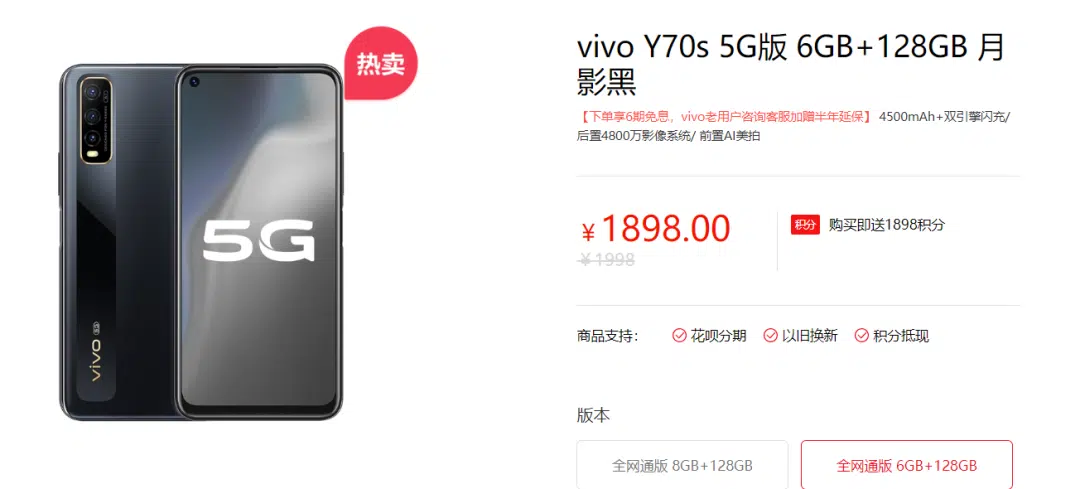 热卖
5G
vivo
vivo Y70s 5G版 6GB+128GB 月
影黑
【下单享6期免息，vivo老用户咨询客服加赠半年延保】 4500mAh+双引擎闪充/
后置4800万影像系统/ 前置AI美拍
￥1898.00
￥1998
积分 购买即送1898积分
商品支持： 花呗分期 以旧换新 积分抵现
版本
全网通版 8GB+128GB 全网通版 6GB+128GB